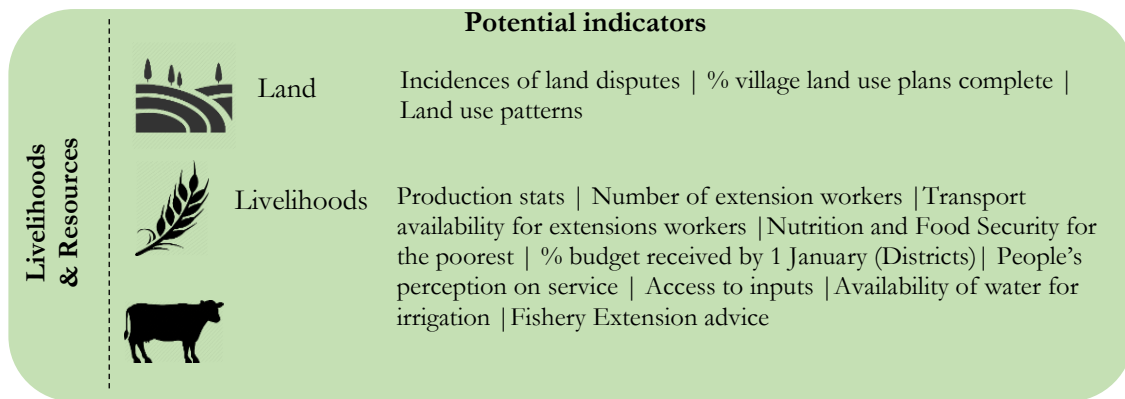 Potential indicators
Livelihoods
& Resources
Land
Incidences of land disputes | % village land use plans complete |
Land use patterns
Livelihoods
Production stats | Number of extension workers |Transport
availability for extensions workers |Nutrition and Food Security for
the poorest | % budget received by 1 January (Districts)| People’s
perception on service | Access to inputs |Availability of water for
irrigation |Fishery Extension advice